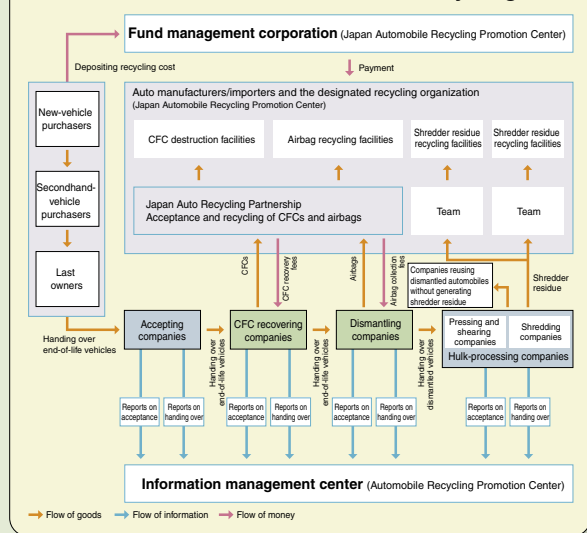 Fund management corporation (Japan Automobile Recycling Promotion Center)
Depositing recycling cost
Payment
Auto manufacturers/importers and the designated recycling organization
(Japan Automobile Recycling Promotion Center)
New-vehicle
purchasers
Secondhand-
vehicle
purchasers
Last
owners
CFC destruction facilities
Airbag recycling facilities
Shredder residue
recycling facilities
Shredder residue
recycling facilities
Japan Auto Recycling Partnership
Acceptance and recycling of CFCs and airbags
Team
Team
CFCs
CFC recovery
fees
Airbags
Airbag collection
fees
Companies reusing
dismantled automobiles
without generating
shredder residue
Shredder
residue
Handing over
end-of-life vehicles
Accepting
companies
Handing over
end-of-life vehicles
CFC recovering
companies
Handing over
end-of-life vehicles
Dismantling
companies
Handing over
dismantled vehicles
Pressing and
shearing
companies
Shredding
companies
Hulk-processing companies
Reports on
acceptance
Reports on
handing over
Reports on
acceptance
Reports on
handing over
Reports on
acceptance
Reports on
handing over
Reports on
acceptance
Reports on
handing over
Information management center (Automobile Recycling Promotion Center)
Flow of goods
Flow of information
Flow of money